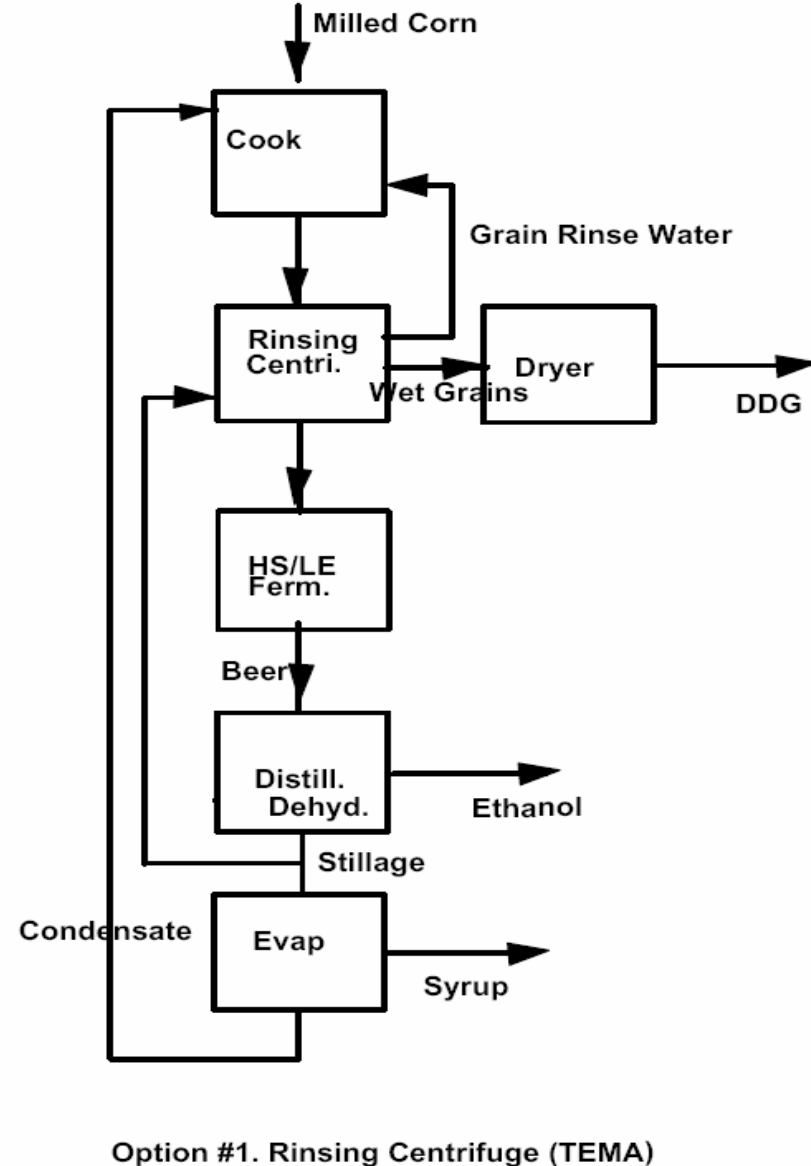 Milled Corn
Cook
Grain Rinse Water
Rinsing
Centri.
Wet Grains
Dryer
DDG
HS/LE
Ferm.
Beer
Distill.
Dehyd.
Ethanol
Stillage
Condensate
Evap
Syrup
Option #1. Rinsing Centrifuge (TEMA)